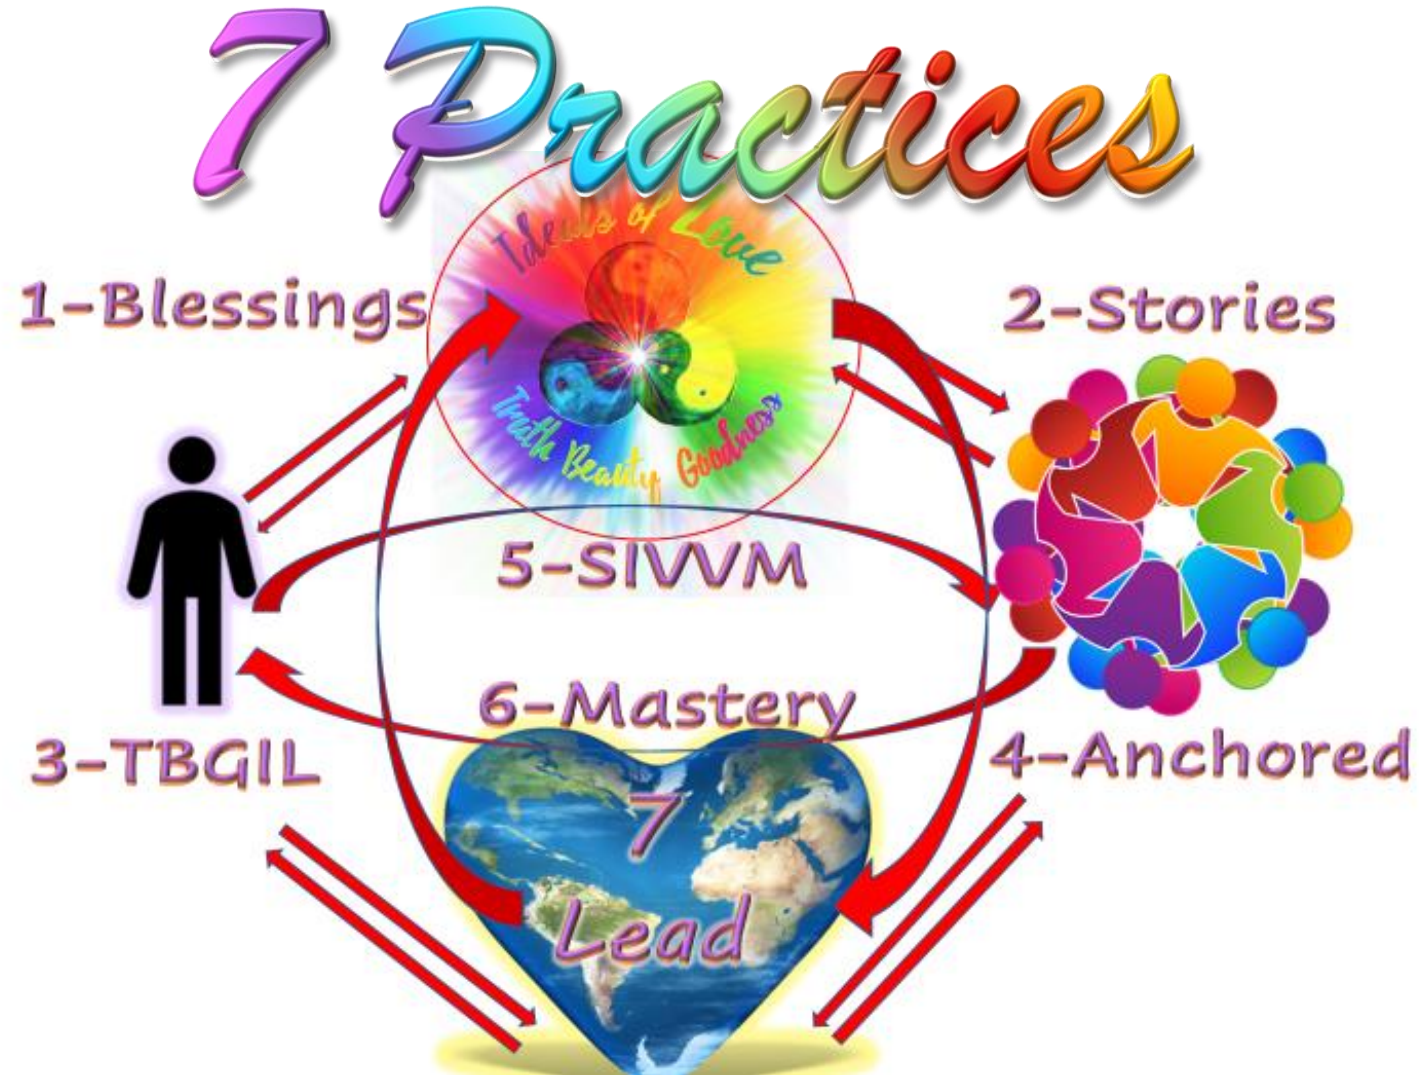 7 Practices
Ideals of Love
1-Blessings
2-Stories
Truth Beauty Goodness
5-SIVVM
6-Mastery
3-TBGIL
4-Anchored
7
Lead